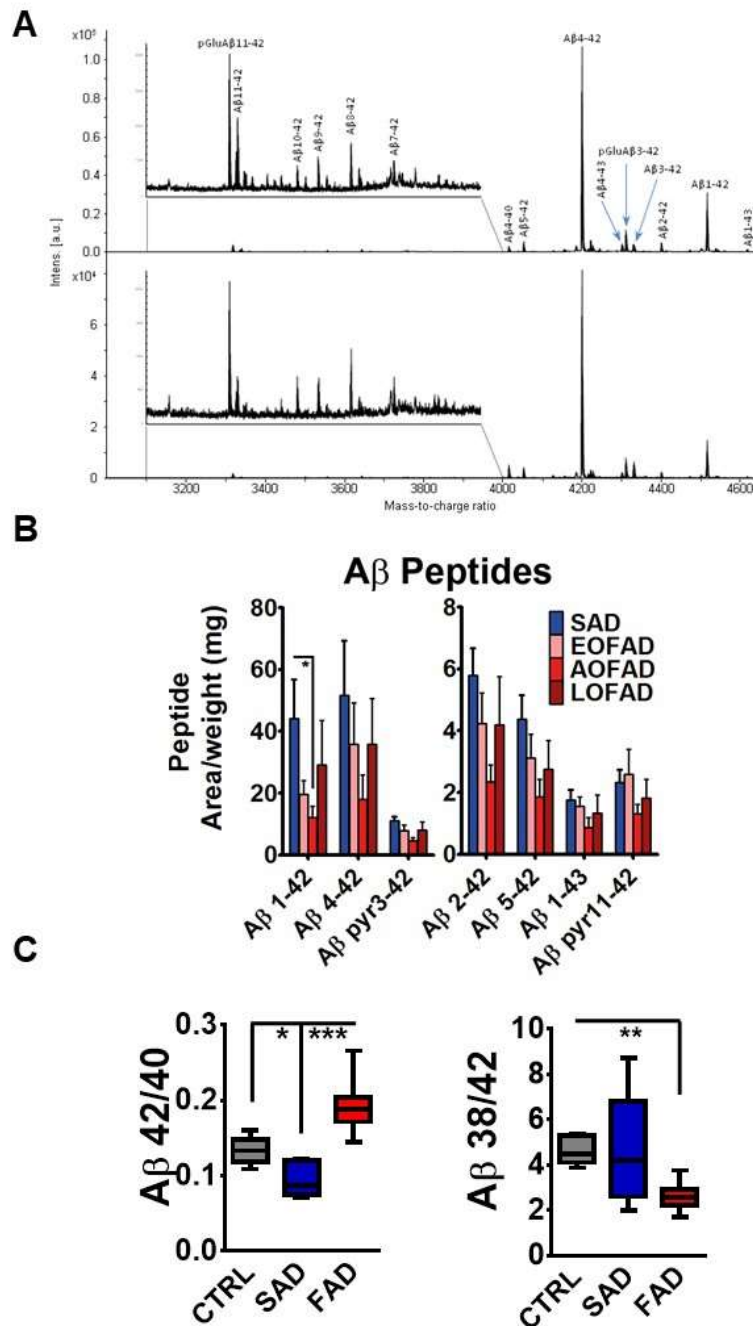 A
x10⁵
pGluAβ11-42
Aβ11-42
Aβ10-42
Aβ9-42
Aβ8-42
Aβ7-42
Aβ4-42
pGluAβ3-42
Aβ4-43
Aβ3-42
Aβ4-40
Aβ5-42
Aβ2-42
Aβ1-42
Aβ1-43
1.0
0.8
0.6
0.4
0.2
0.0
Intens. [a.u.]
x10⁴
6
4
2
0
3200 3400 3600 3800 4000 4200 4400 4600
Mass-to-charge ratio
B
Aβ Peptides
Peptide
Area/weight (mg)
80
60
40
20
0
8
6
4
2
0
SAD
EOFAD
AOFAD
LOFAD
*
Aβ 1-42
Aβ 4-42
Aβ pyr3-42
Aβ 2-42
Aβ 5-42
Aβ 1-43
Aβ pyr11-42
C
Aβ 42/40
0.3
0.2
0.1
0.0
* ***
CTRL
SAD
FAD
Aβ 38/42
10
8
6
4
2
0
**
CTRL
SAD
FAD